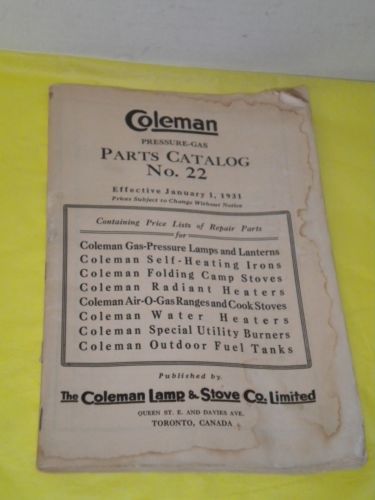 Coleman
PRESSURE-GAS
PARTS CATALOG
No. 22
Effective January 1, 1931
Prices Subject to Change Without Notice
Containing Price Lists of Repair Parts
for
Coleman Gas-Pressure Lamps and Lanterns
Coleman Self-Heating Irons
Coleman Folding Camp Stoves
Coleman Radiant Heaters
Coleman Air-O-Gas Ranges and Cook Stoves
Coleman Water Heaters
Coleman Special Utility Burners
Coleman Outdoor Fuel Tanks
Published by
The Coleman Lamp & Stove Co. Limited
QUEEN ST. E. AND DAVIES AVE.
TORONTO, CANADA